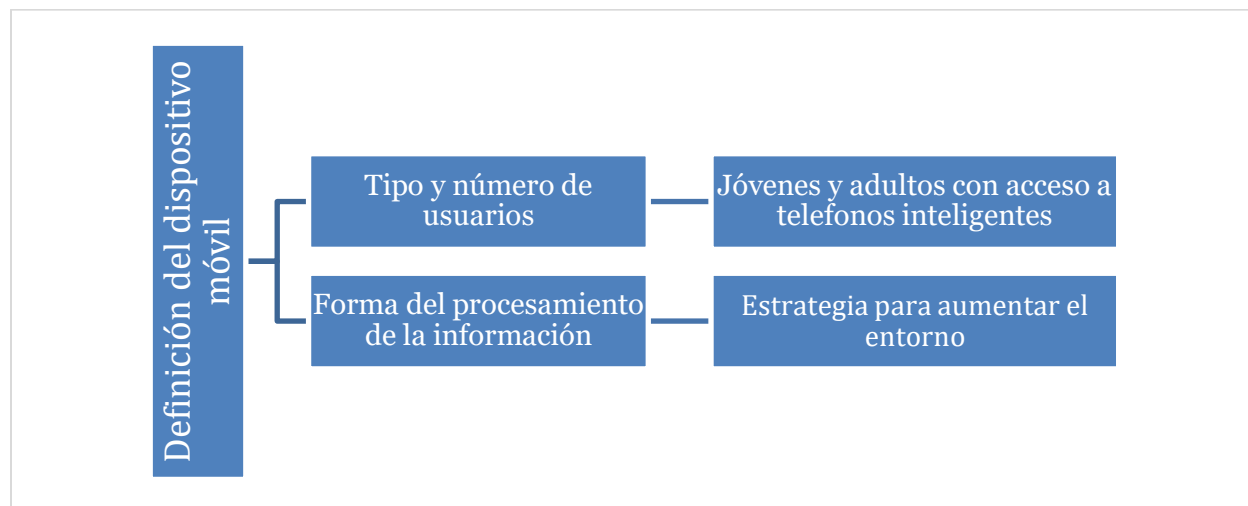 Definición del dispositivo
móvil
Tipo y número de
usuarios
Jóvenes y adultos con acceso a
telefonos inteligentes
Forma del procesamiento
de la información
Estrategia para aumentar el
entorno